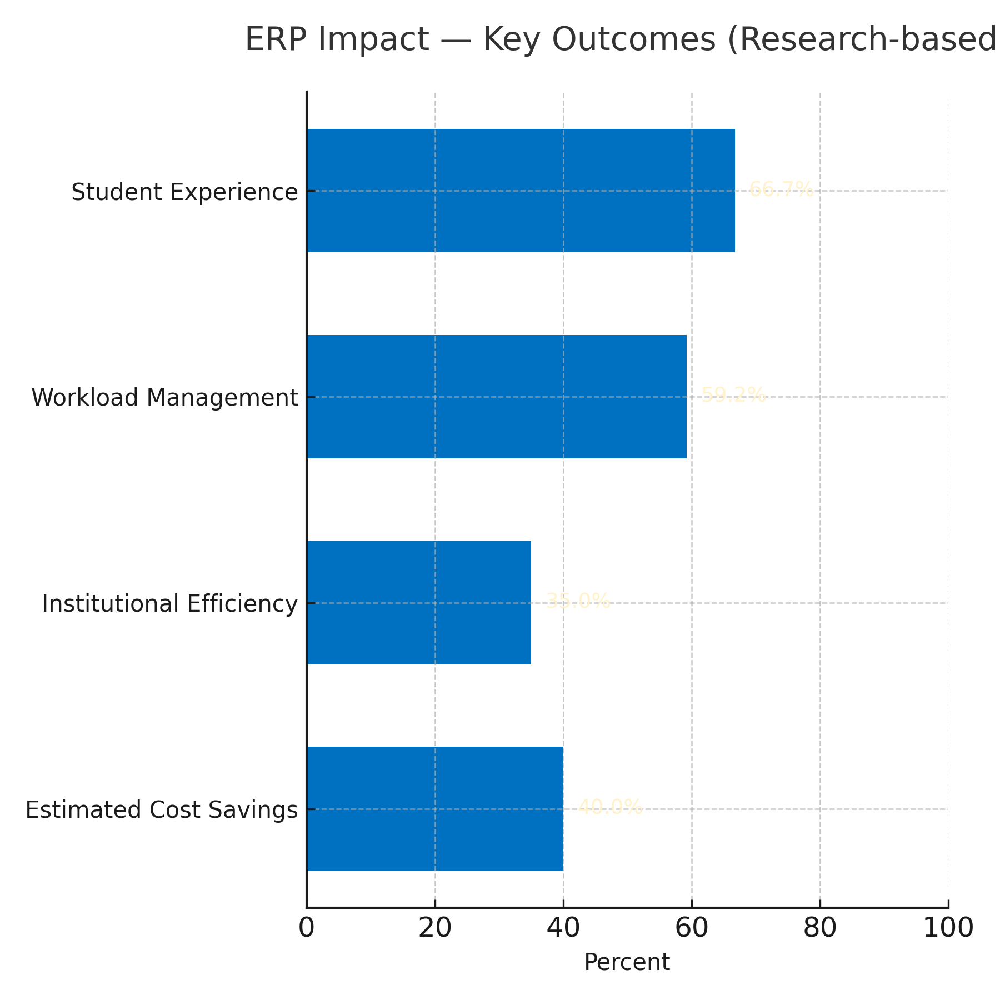 ERP Impact — Key Outcomes (Research-based
Student Experience
66.7%
Workload Management
59.2%
Institutional Efficiency
35.0%
Estimated Cost Savings
40.0%
0 20 40 60 80 100
Percent